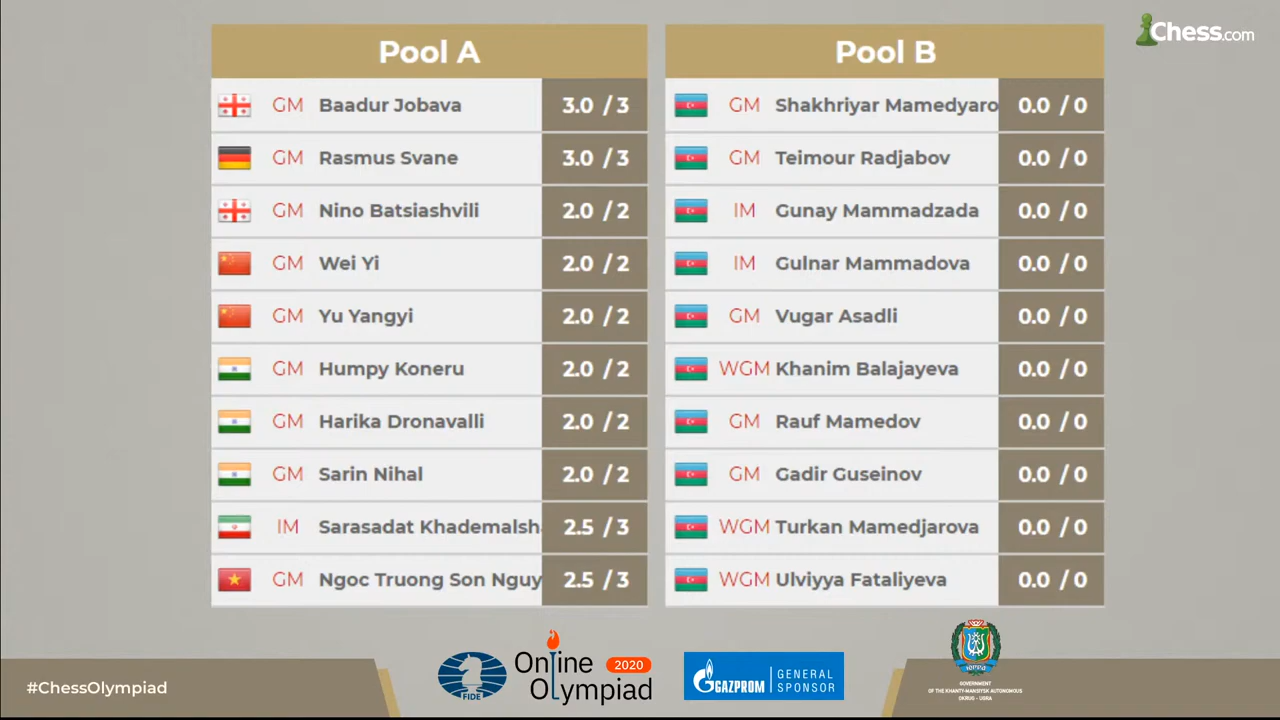 Chess.com
Pool A
GM Baadur Jobava 3.0 / 3
GM Rasmus Svane 3.0 / 3
GM Nino Batsiashvili 2.0 / 2
GM Wei Yi 2.0 / 2
GM Yu Yangyi 2.0 / 2
GM Humpy Koneru 2.0 / 2
GM Harika Dronavalli 2.0 / 2
GM Sarin Nihal 2.0 / 2
IM Sarasadat Khademalsh 2.5 / 3
GM Ngoc Truong Son Nguy 2.5 / 3
Pool B
GM Shakhriyar Mamedyaro 0.0 / 0
GM Teimour Radjabov 0.0 / 0
IM Gunay Mammadzada 0.0 / 0
IM Gulnar Mammadova 0.0 / 0
GM Vugar Asadli 0.0 / 0
WGM Khanim Balajayeva 0.0 / 0
GM Rauf Mamedov 0.0 / 0
GM Gadir Guseinov 0.0 / 0
WGM Turkan Mamedjarova 0.0 / 0
WGM Ulviyya Fataliyeva 0.0 / 0
#ChessOlympiad
FIDE
Online 2020
Olympiad
GAZPROM
GENERAL
SPONSOR
GOVERNMENT
OF THE KHANTY-MANSIYSK AUTONOMOUS
OKRUG - UGRA